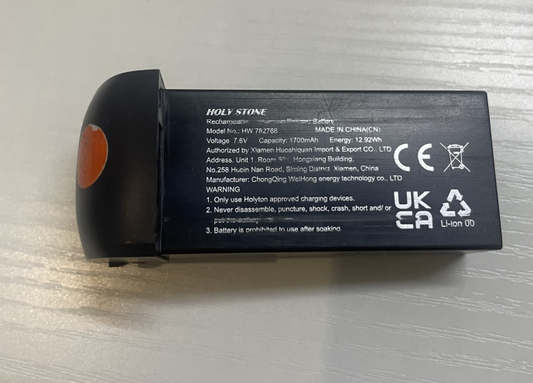 HOLY STONE
Rechargeable Battery
Model No.: HW 782766 MADE IN CHINA(CN)
Voltage 7.6V Capacity: 1700mAh Energy: 12.92Wh
Authorized by Xiamen Huoshiquan Import & Export CO., LTD
Address. Unit 1, Room Hongxiang Building,
No.258 Hubin Nan Road, Siming District Xiamen, China
Manufacturer: ChongQing WeiHong energy technology co., LTD
WARNING
1. Only use Holyton approved charging devices.
2. Never disassemble, puncture, shock, crash, short and/ or
3. Battery is prohibited to use after soaking.
CE
UK
CA
Li-ion 00